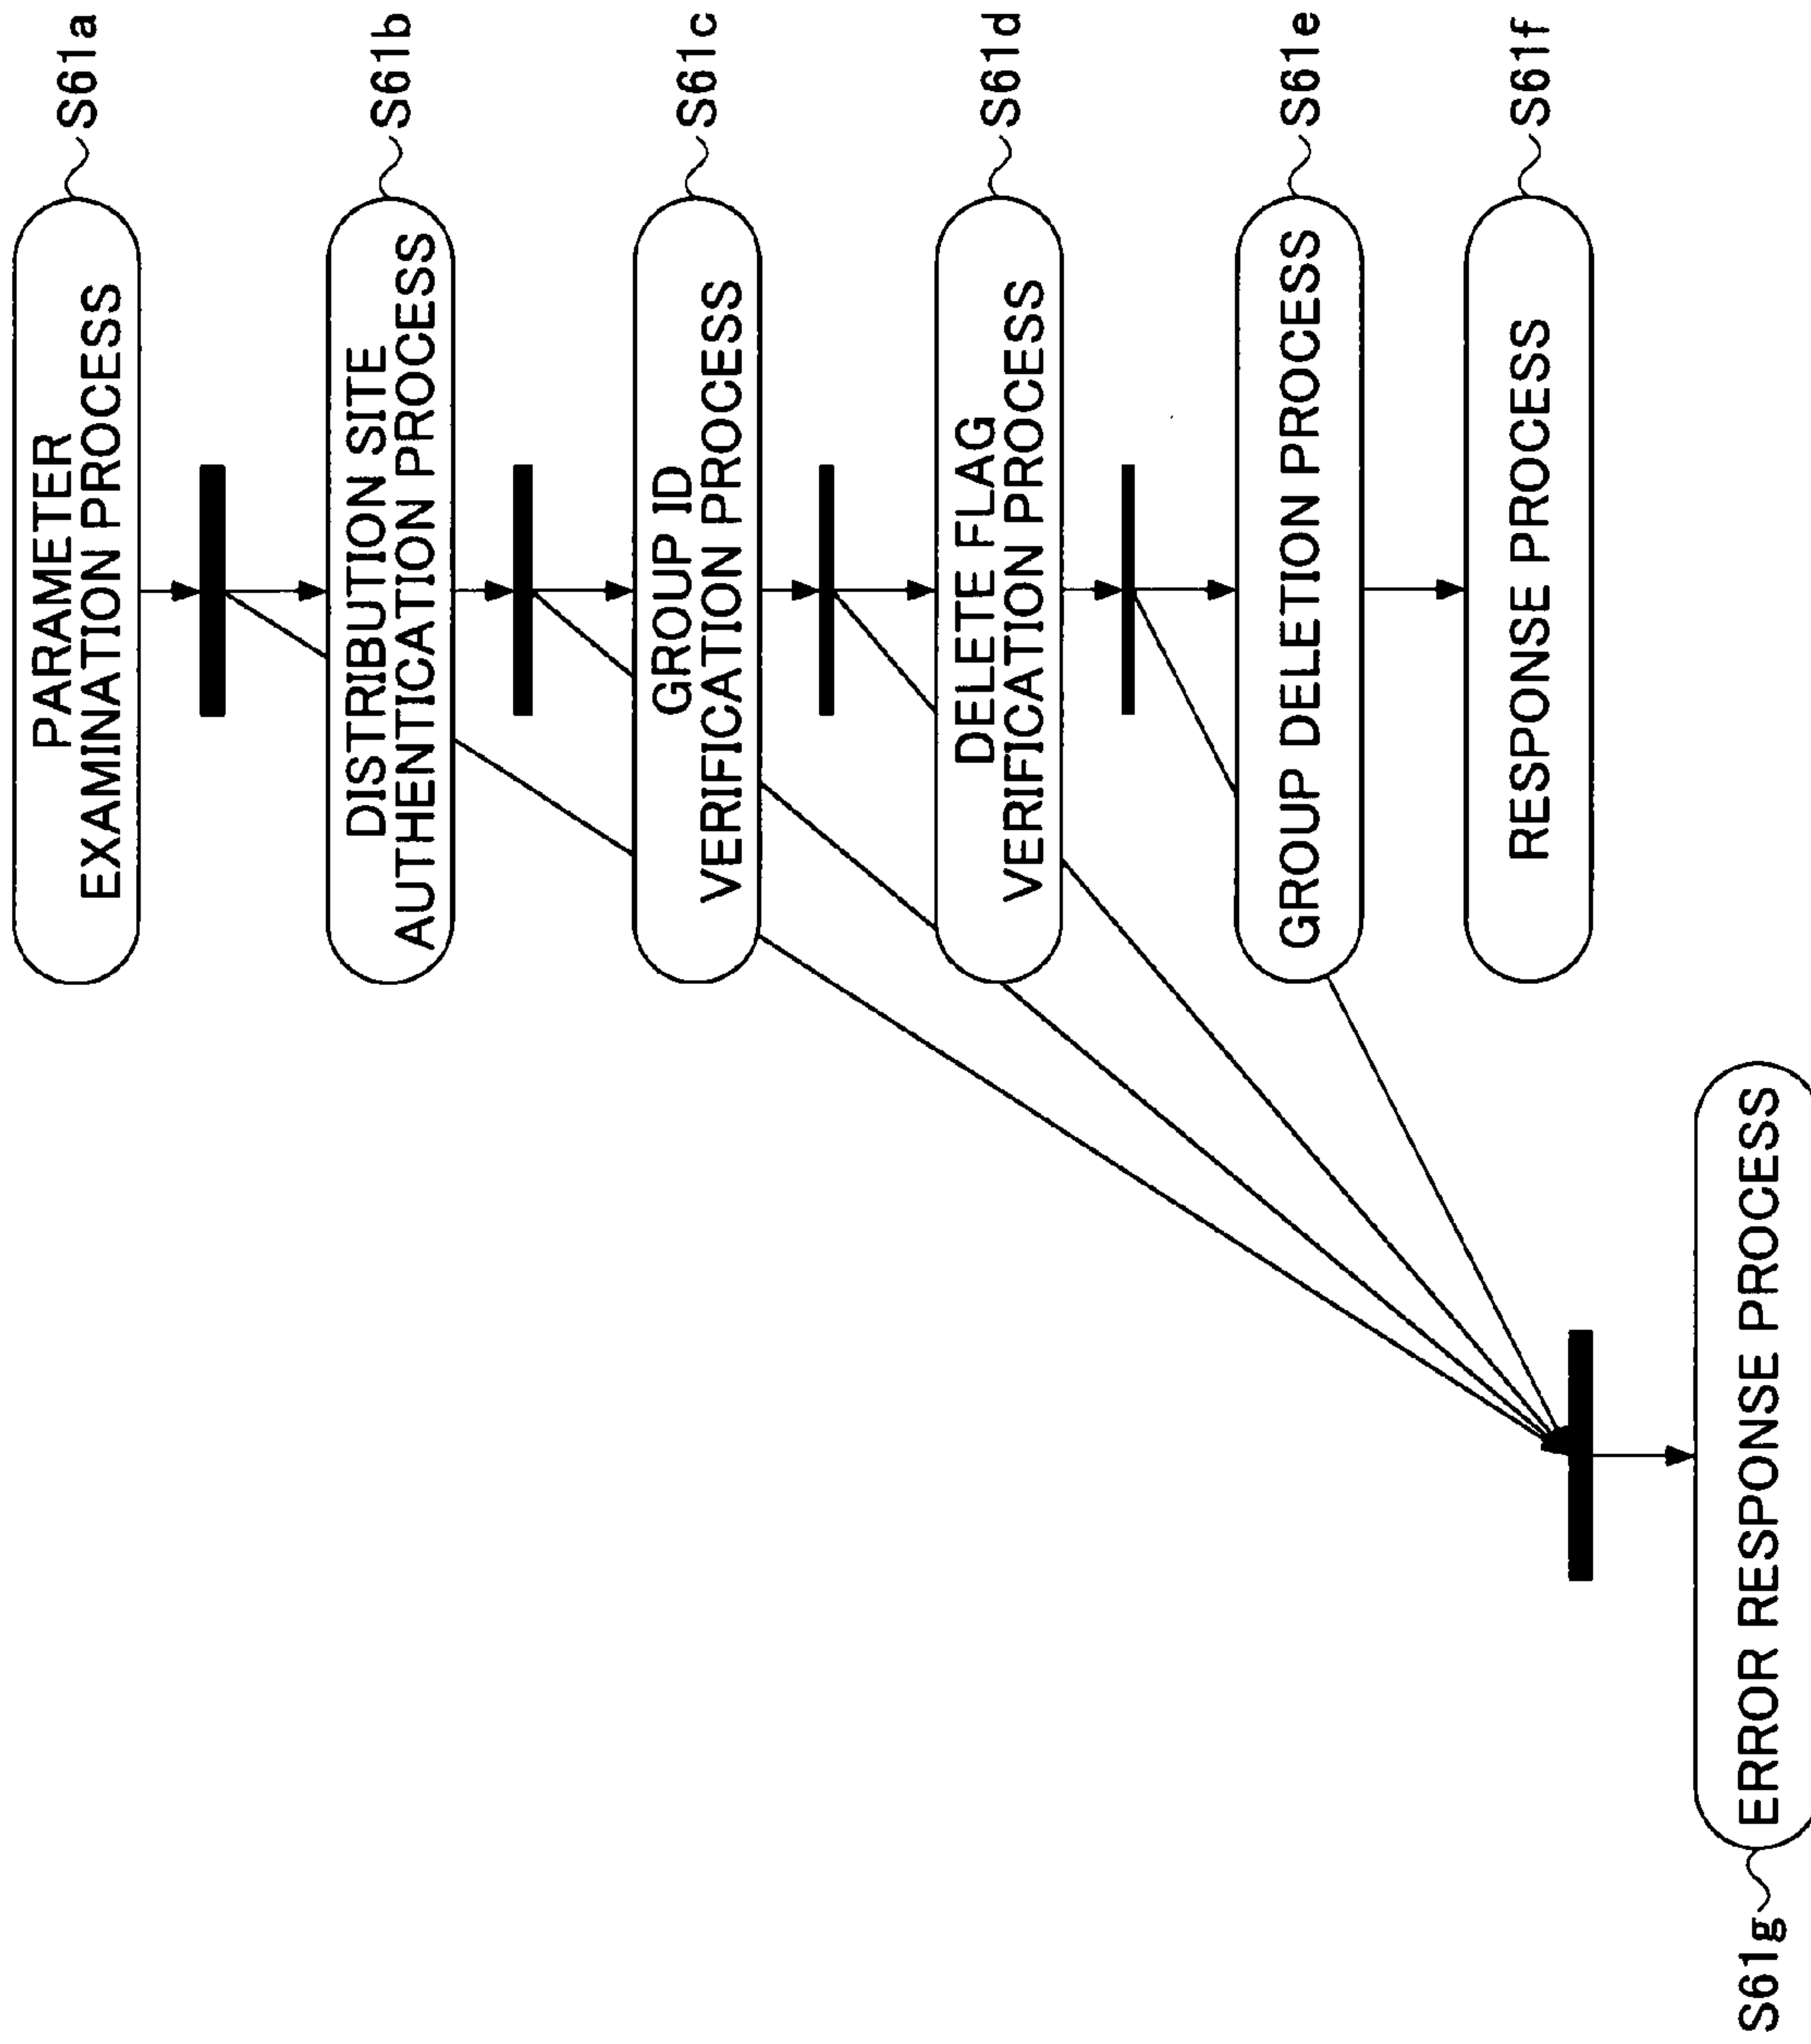 PARAMETER
EXAMINATION PROCESS
S61a
DISTRIBUTION SITE
AUTHENTICATION PROCESS
S61b
GROUP ID
VERIFICATION PROCESS
S61c
DELETE FLAG
VERIFICATION PROCESS
S61d
GROUP DELETION PROCESS
S61e
RESPONSE PROCESS
S61f
S61g
ERROR RESPONSE PROCESS